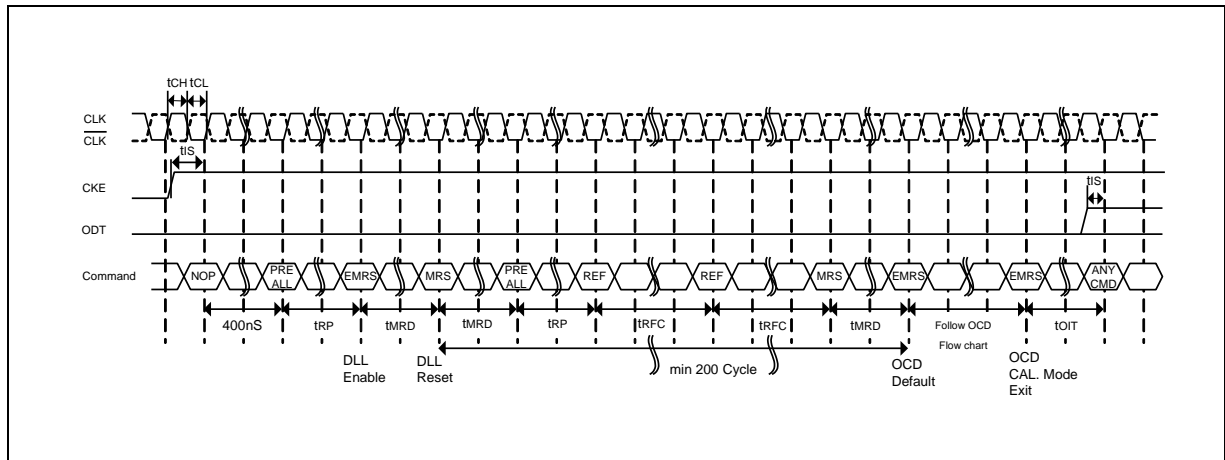 tCH tCL
CLK
CLK
tIS
CKE
tIS
ODT
Command
NOP
PRE
ALL
EMRS
MRS
PRE
ALL
REF
REF
MRS
EMRS
EMRS
ANY
CMD
400nS
tRP
tMRD
tMRD
tRP
tRFC
tRFC
tMRD
Follow OCD
Flow chart
tOIT
DLL
Enable
DLL
Reset
min 200 Cycle
OCD
Default
OCD
CAL. Mode
Exit